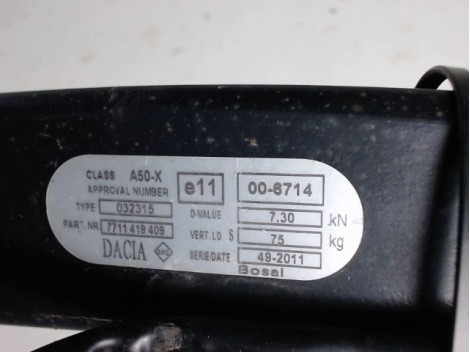 CLASS A50-X
APPROVAL NUMBER e11 00-6714
TYPE 032315 D-VALUE 7.30 kN
PART. NR. 7711 419 409 VERT. LD S 75 kg
DACIA SERIE/DATE 49-2011
Bosal